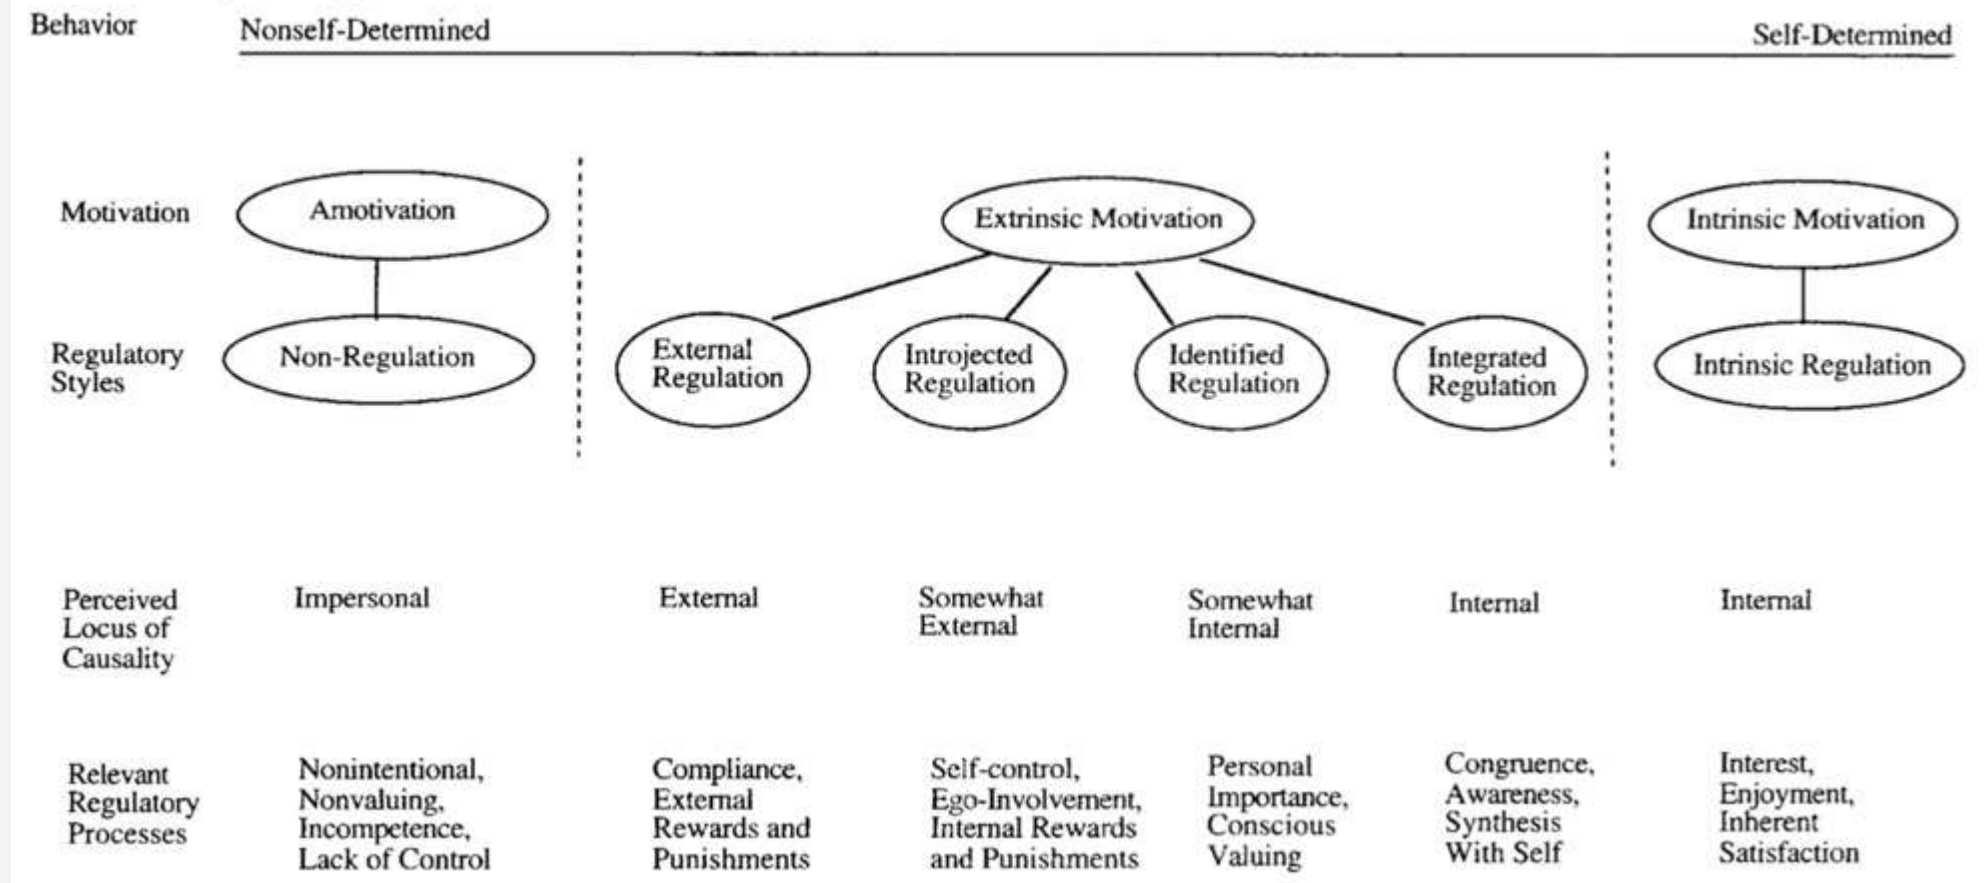 Behavior
Nonself-Determined
Self-Determined
Motivation
Amotivation
Extrinsic Motivation
Intrinsic Motivation
Regulatory
Styles
Non-Regulation
External
Regulation
Introjected
Regulation
Identified
Regulation
Integrated
Regulation
Intrinsic Regulation
Perceived
Locus of
Causality
Impersonal
External
Somewhat
External
Somewhat
Internal
Internal
Internal
Relevant
Regulatory
Processes
Nonintentional,
Nonvaluing,
Incompetence,
Lack of Control
Compliance,
External
Rewards and
Punishments
Self-control,
Ego-Involvement,
Internal Rewards
and Punishments
Personal
Importance,
Conscious
Valuing
Congruence,
Awareness,
Synthesis
With Self
Interest,
Enjoyment,
Inherent
Satisfaction